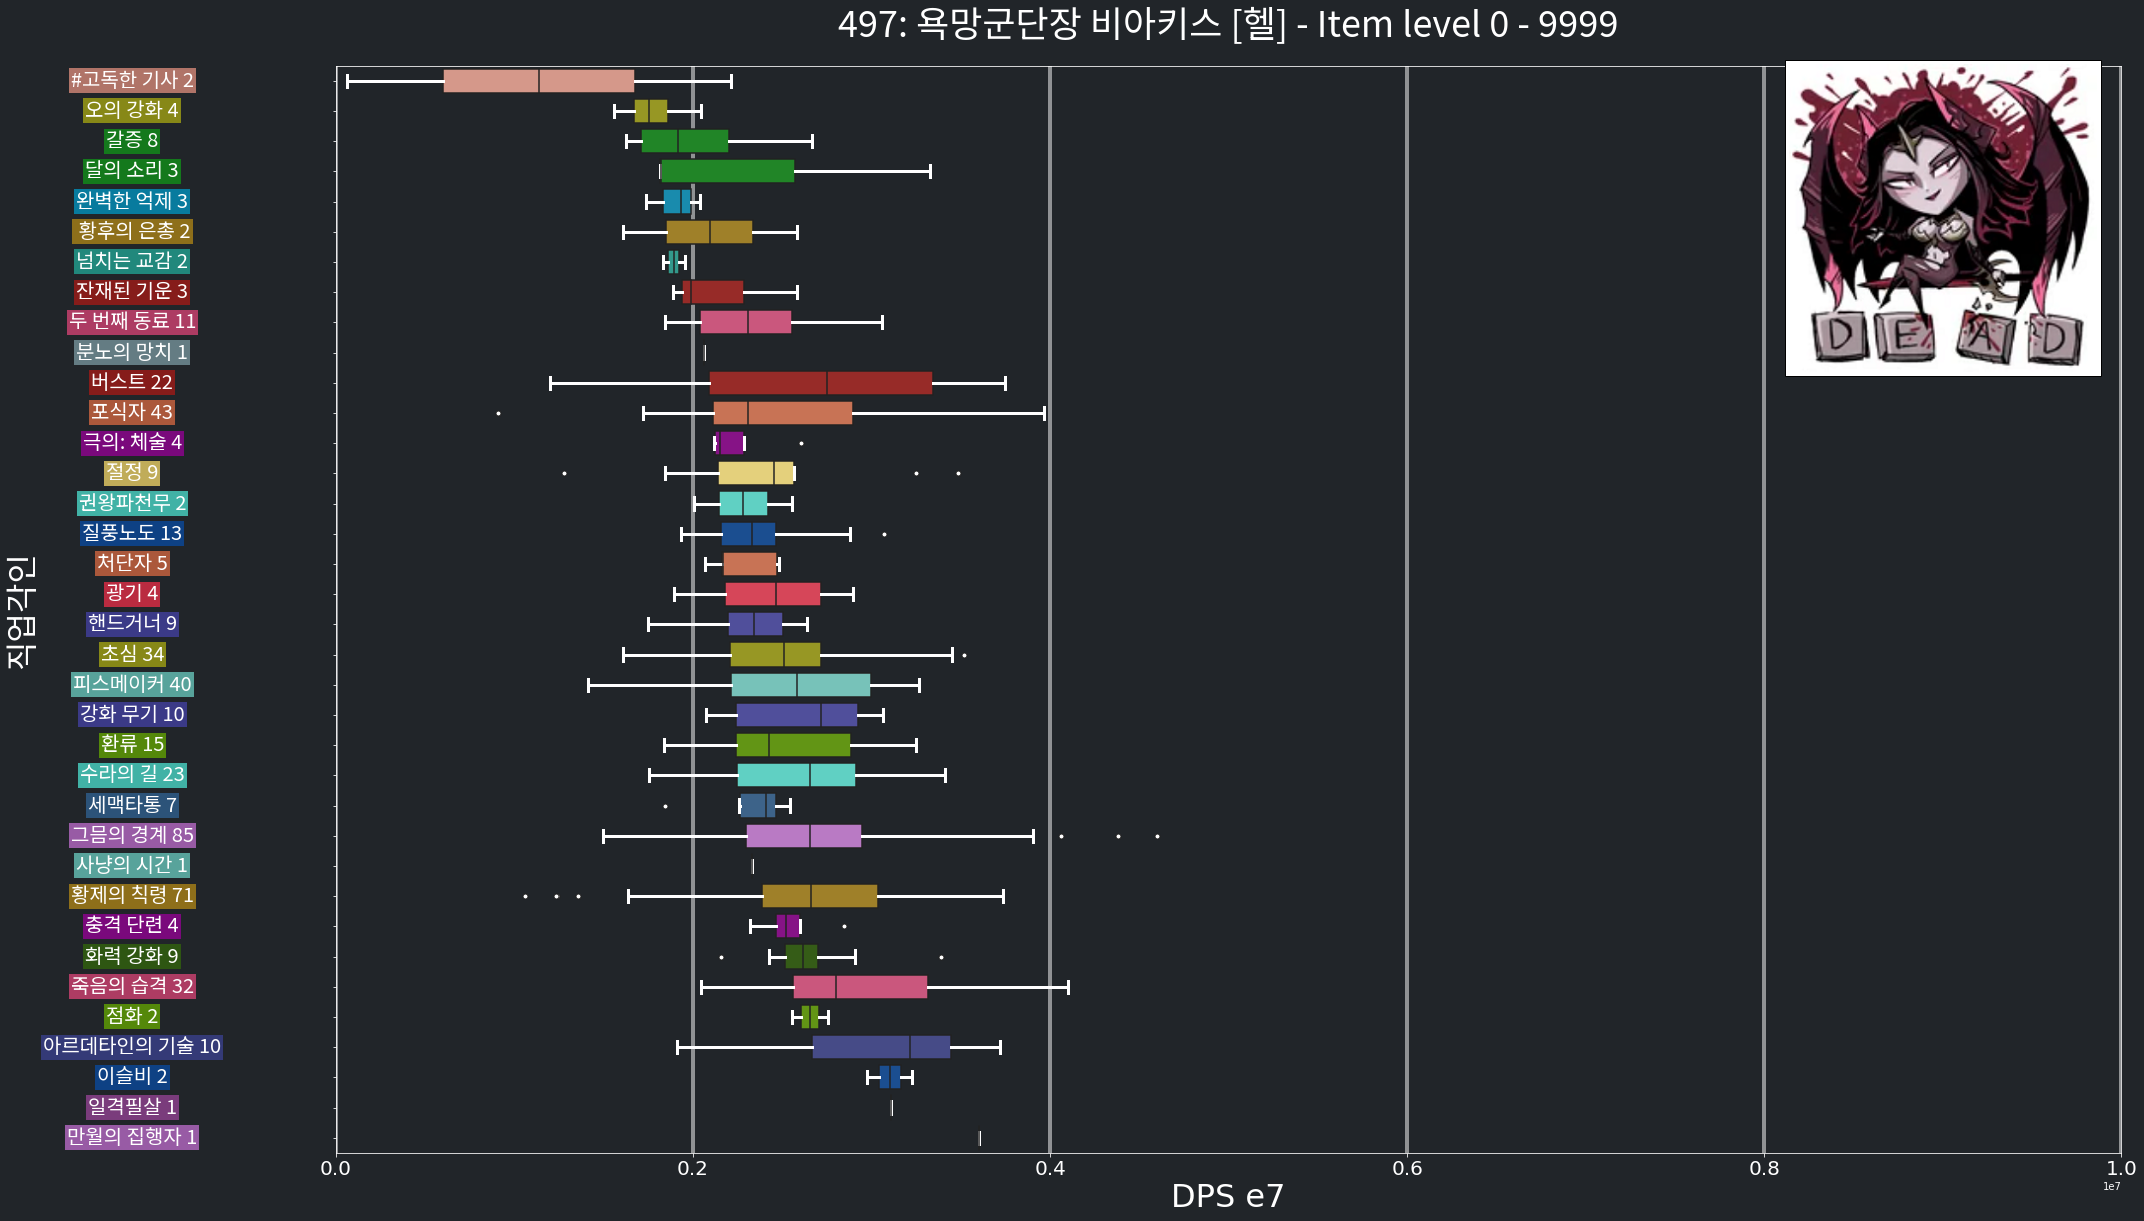 497: 욕망군단장 비아키스 [헬] - Item level 0 - 9999
#고독한 기사 2
오의 강화 4
갈증 8
달의 소리 3
완벽한 억제 3
황후의 은총 2
넘치는 교감 2
잔재된 기운 3
두 번째 동료 11
분노의 망치 1
버스트 22
포식자 43
극의: 체술 4
절정 9
권왕파천무 2
질풍노도 13
처단자 5
광기 4
핸드거너 9
초심 34
피스메이커 40
강화 무기 10
환류 15
수라의 길 23
세맥타통 7
그믐의 경계 85
사냥의 시간 1
황제의 칙령 71
충격 단련 4
화력 강화 9
죽음의 습격 32
점화 2
아르데타인의 기술 10
이슬비 2
일격필살 1
만월의 집행자 1
직업각인
DEAD
0.0 0.2 0.4 0.6 0.8 1.0
1e7
DPS e7